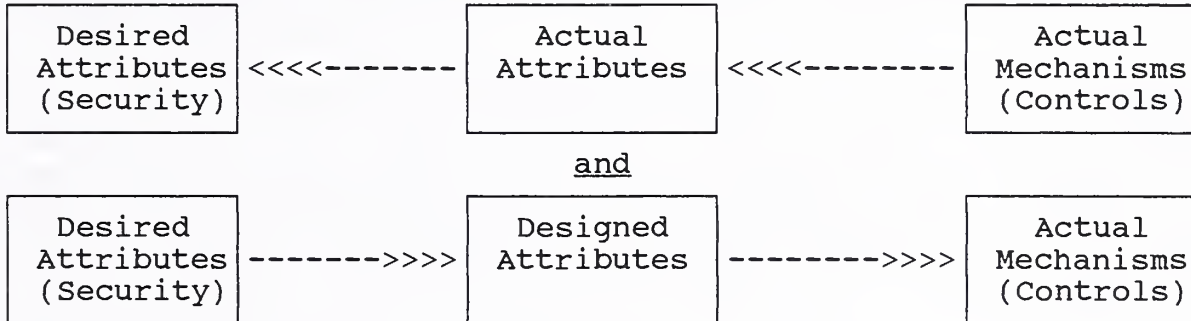 Desired Actual Actual
Attributes <<<<------- Attributes <<<<-------- Mechanisms
(Security) (Controls)
and
Desired Designed Actual
Attributes ------->>>> Attributes -------->>>> Mechanisms
(Security) (Controls)